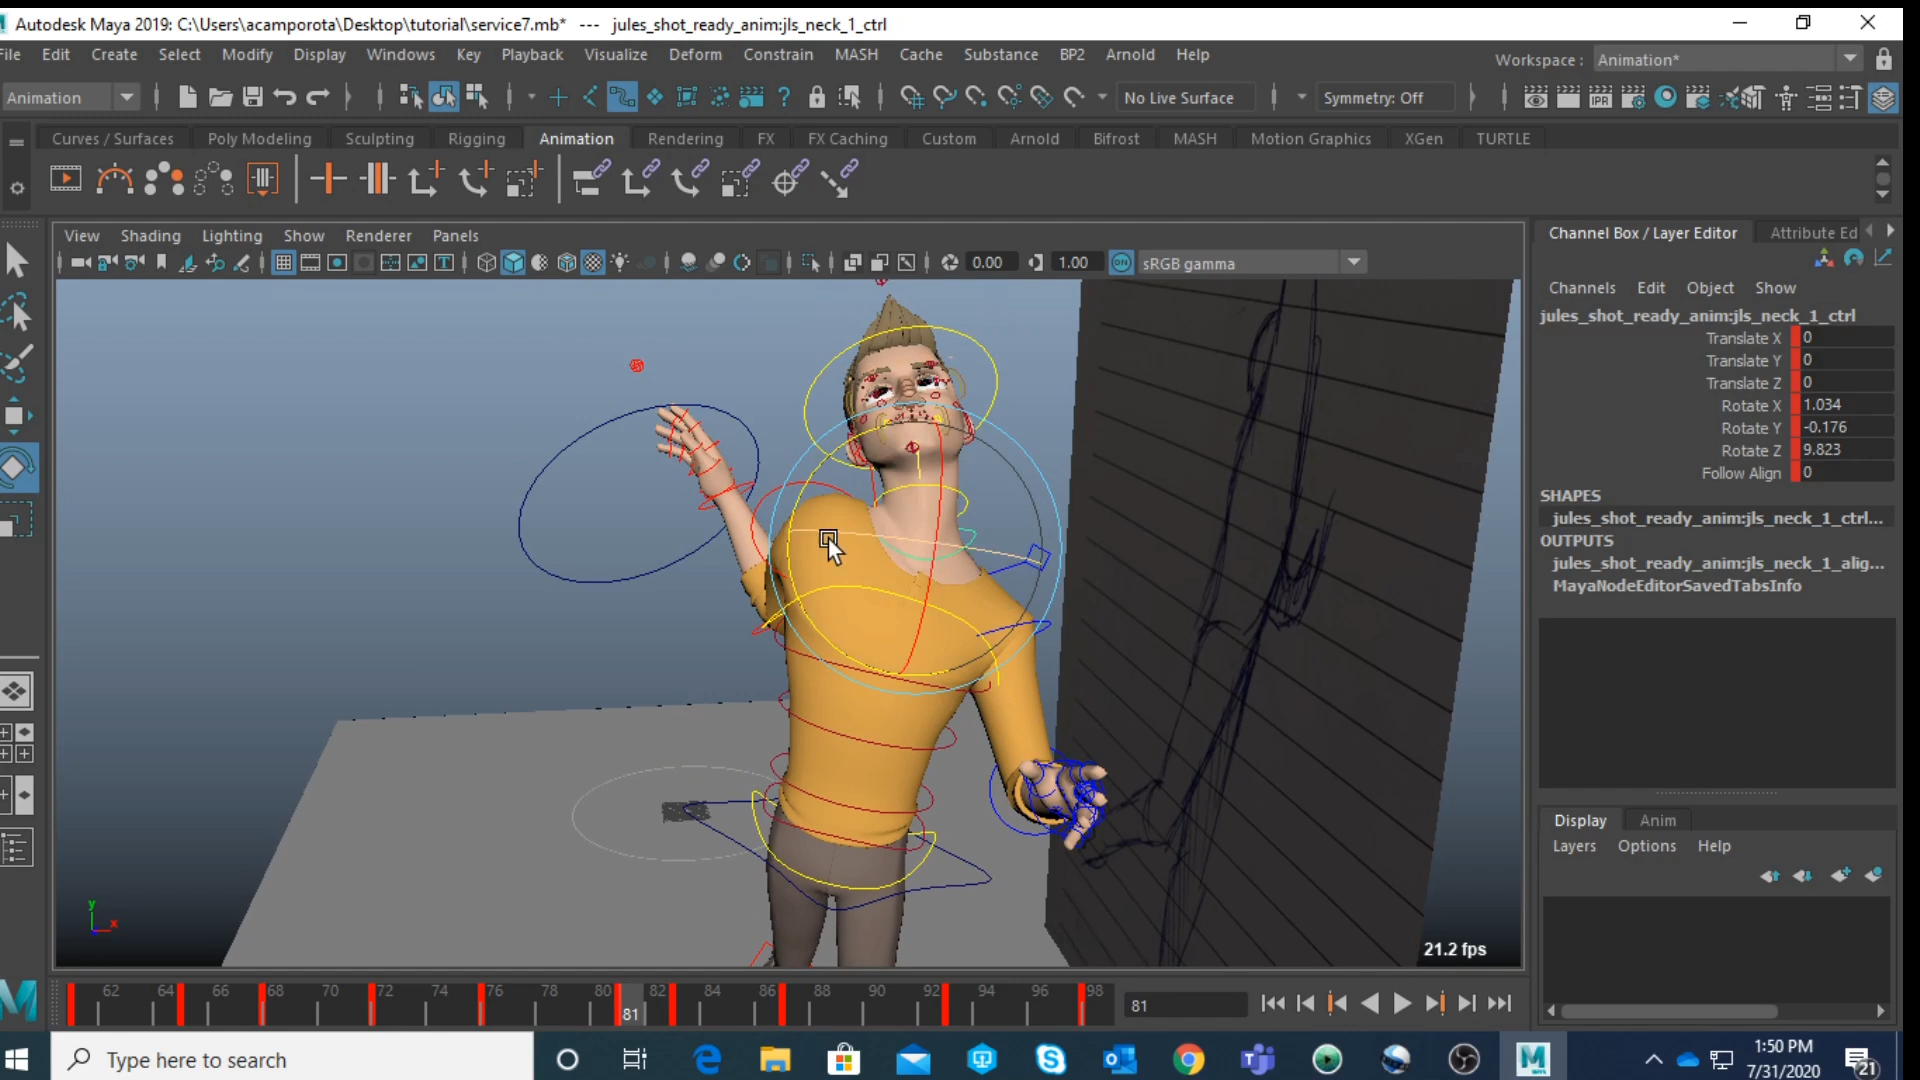 Autodesk Maya 2019: C:\Users\acamporota\Desktop\tutorial\service7.mb* --- jules_shot_ready_anim:jls_neck_1_ctrl
File Edit Create Select Modify Display Windows Key Playback Visualize Deform Constrain MASH Cache Substance BP2 Arnold Help
Workspace : Animation*
Animation
No Live Surface
Symmetry: Off
IPR
Curves / Surfaces Poly Modeling Sculpting Rigging Animation Rendering FX FX Caching Custom Arnold Bifrost MASH Motion Graphics XGen TURTLE
View Shading Lighting Show Renderer Panels
0.00 1.00 ON sRGB gamma
Channel Box / Layer Editor Attribute Ed
Channels Edit Object Show
jules_shot_ready_anim:jls_neck_1_ctrl
Translate X 0
Translate Y 0
Translate Z 0
Rotate X 1.034
Rotate Y -0.176
Rotate Z 9.823
Follow Align 0
SHAPES
jules_shot_ready_anim:jls_neck_1_ctrl...
OUTPUTS
jules_shot_ready_anim:jls_neck_1_alig...
MayaNodeEditorSavedTabsInfo
Display Anim
Layers Options Help
y
x
21.2 fps
62 64 66 68 70 72 74 76 78 80 82 84 86 88 90 92 94 96 98
81
81
Type here to search
1:50 PM
7/31/2020
21